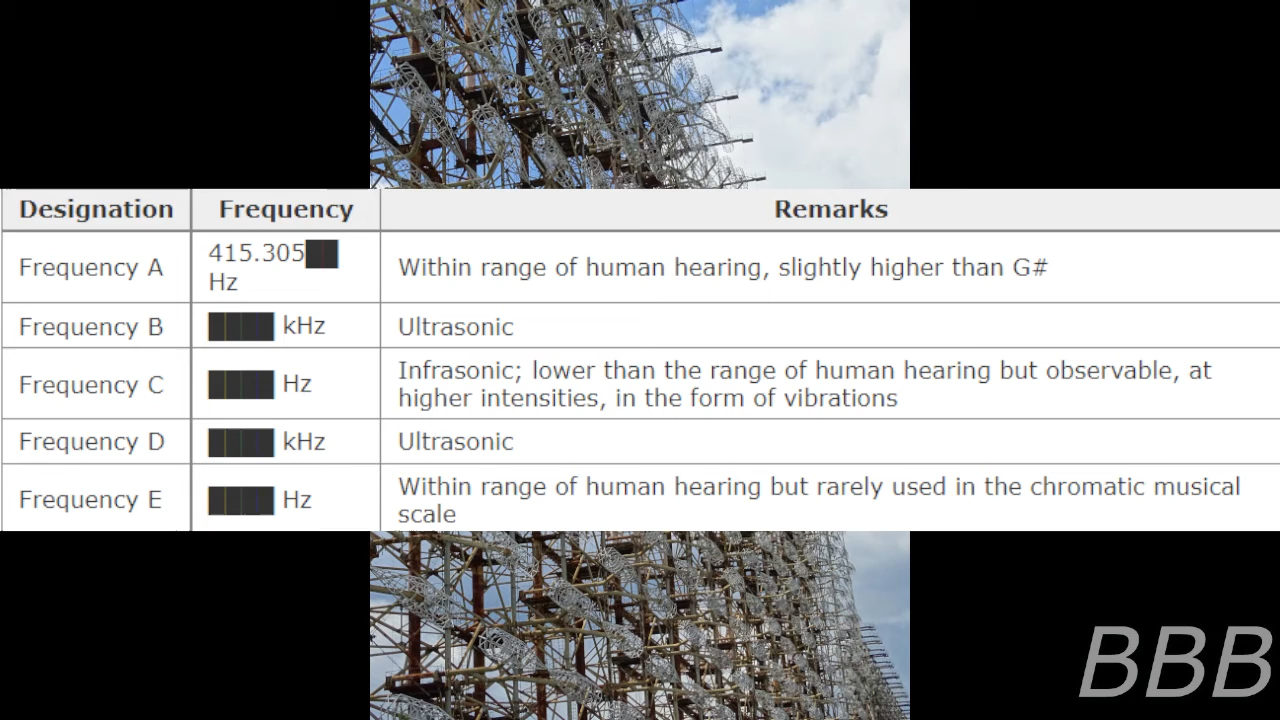 Designation Frequency Remarks
Frequency A 415.305██ Hz Within range of human hearing, slightly higher than G#
Frequency B ████ kHz Ultrasonic
Frequency C ████ Hz Infrasonic; lower than the range of human hearing but observable, at
higher intensities, in the form of vibrations
Frequency D ████ kHz Ultrasonic
Frequency E ████ Hz Within range of human hearing but rarely used in the chromatic musical
scale
BBB